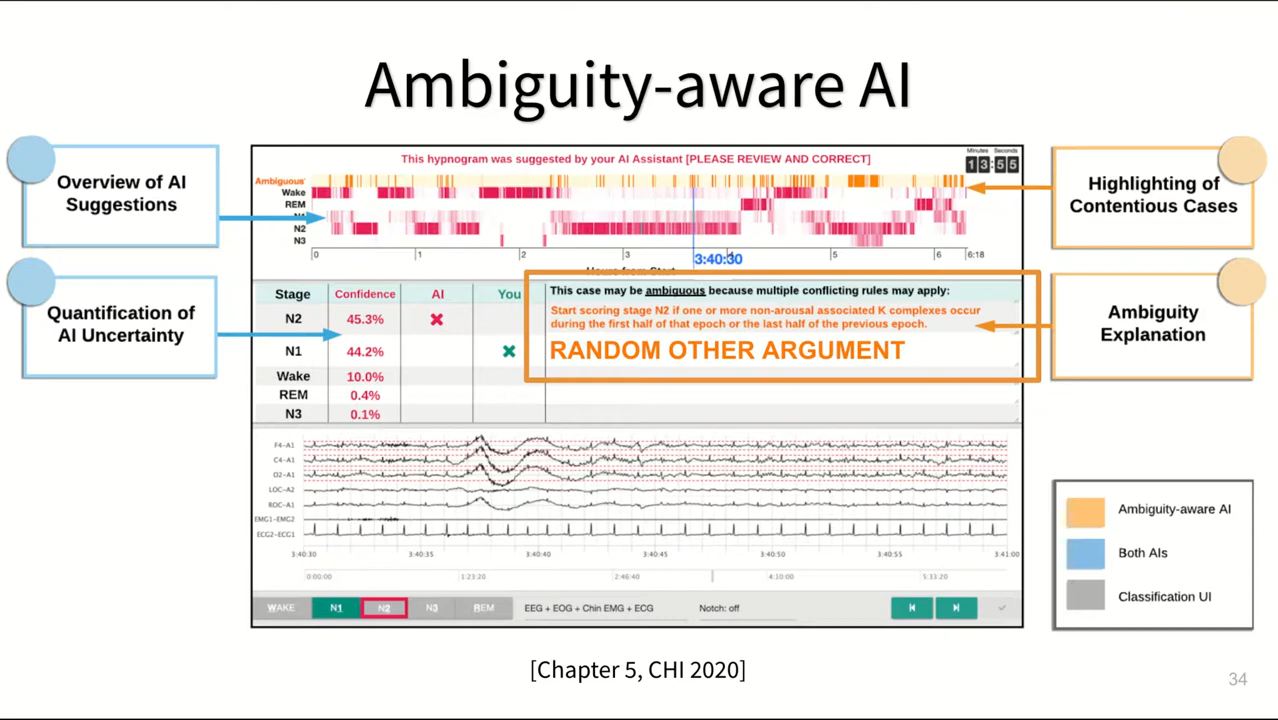 Ambiguity-aware AI
Overview of AI
Suggestions
Quantification of
AI Uncertainty
Highlighting of
Contentious Cases
Ambiguity
Explanation
This hypnogram was suggested by your AI Assistant [PLEASE REVIEW AND CORRECT]
Minutes Seconds
13:55
Ambiguous
Wake
REM
N1
N2
N3
0 1 2 3 4 5 6 6:18
3:40:30
Hours from Start
Stage Confidence AI You
This case may be ambiguous because multiple conflicting rules may apply:
N2 45.3%
Start scoring stage N2 if one or more non-arousal associated K complexes occur
during the first half of that epoch or the last half of the previous epoch.
N1 44.2%
RANDOM OTHER ARGUMENT
Wake 10.0%
REM 0.4%
N3 0.1%
F4-A1
C4-A1
O2-A1
LOC-A2
ROC-A1
EMG1-EMG2
ECG2-ECG1
3:40:30 3:40:35 3:40:40 3:40:45 3:40:50 3:40:55 3:41:00
0:00:00 1:23:20 2:46:40 4:10:00 5:33:20
WAKE N1 N2 N3 REM EEG + EOG + Chin EMG + ECG Notch: off
Ambiguity-aware AI
Both AIs
Classification UI
[Chapter 5, CHI 2020]
34